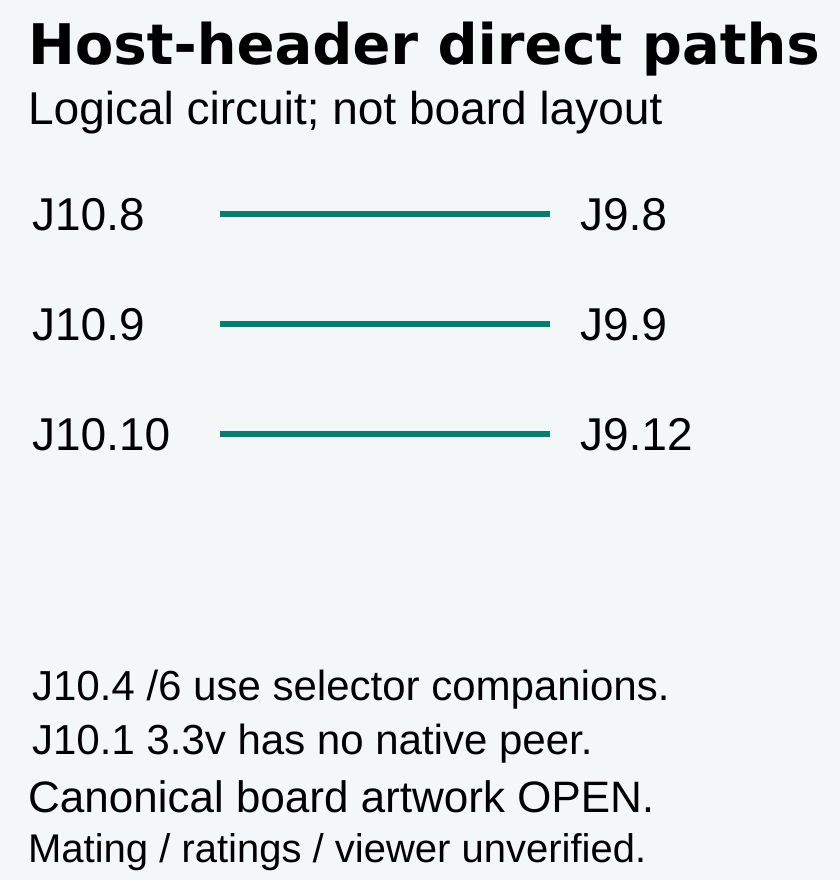 Host-header direct paths
Logical circuit; not board layout
J10.8 J9.8
J10.9 J9.9
J10.10 J9.12
J10.4 /6 use selector companions.
J10.1 3.3v has no native peer.
Canonical board artwork OPEN.
Mating / ratings / viewer unverified.